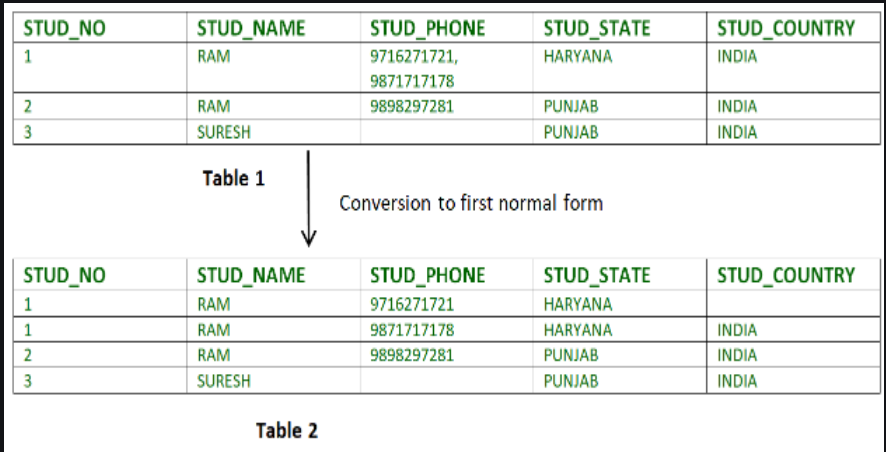 STUD_NO STUD_NAME STUD_PHONE STUD_STATE STUD_COUNTRY
1 RAM 9716271721, HARYANA INDIA
9871717178
2 RAM 9898297281 PUNJAB INDIA
3 SURESH PUNJAB INDIA
Table 1
Conversion to first normal form
STUD_NO STUD_NAME STUD_PHONE STUD_STATE STUD_COUNTRY
1 RAM 9716271721 HARYANA
1 RAM 9871717178 HARYANA INDIA
2 RAM 9898297281 PUNJAB INDIA
3 SURESH PUNJAB INDIA
Table 2